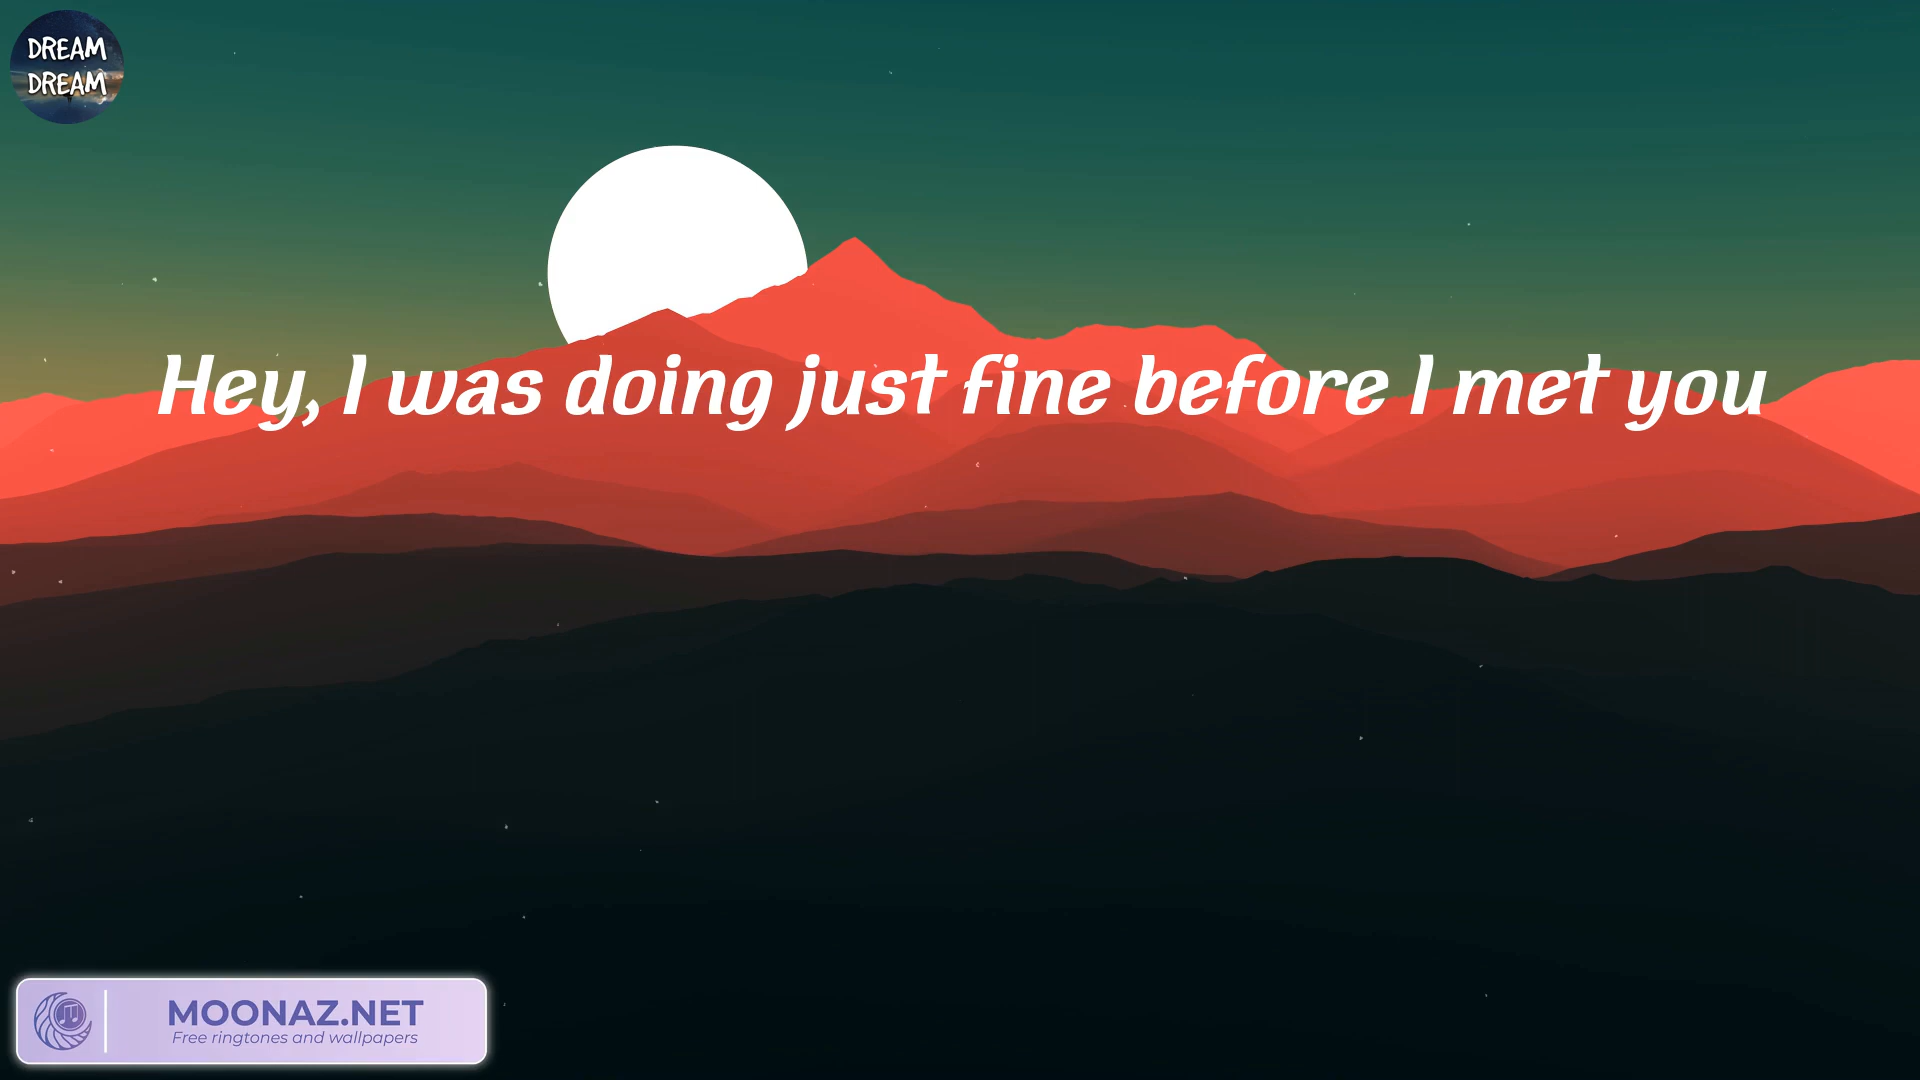 DREAM
DREAM
Hey, I was doing just fine before I met you
MOONAZ.NET
Free ringtones and wallpapers